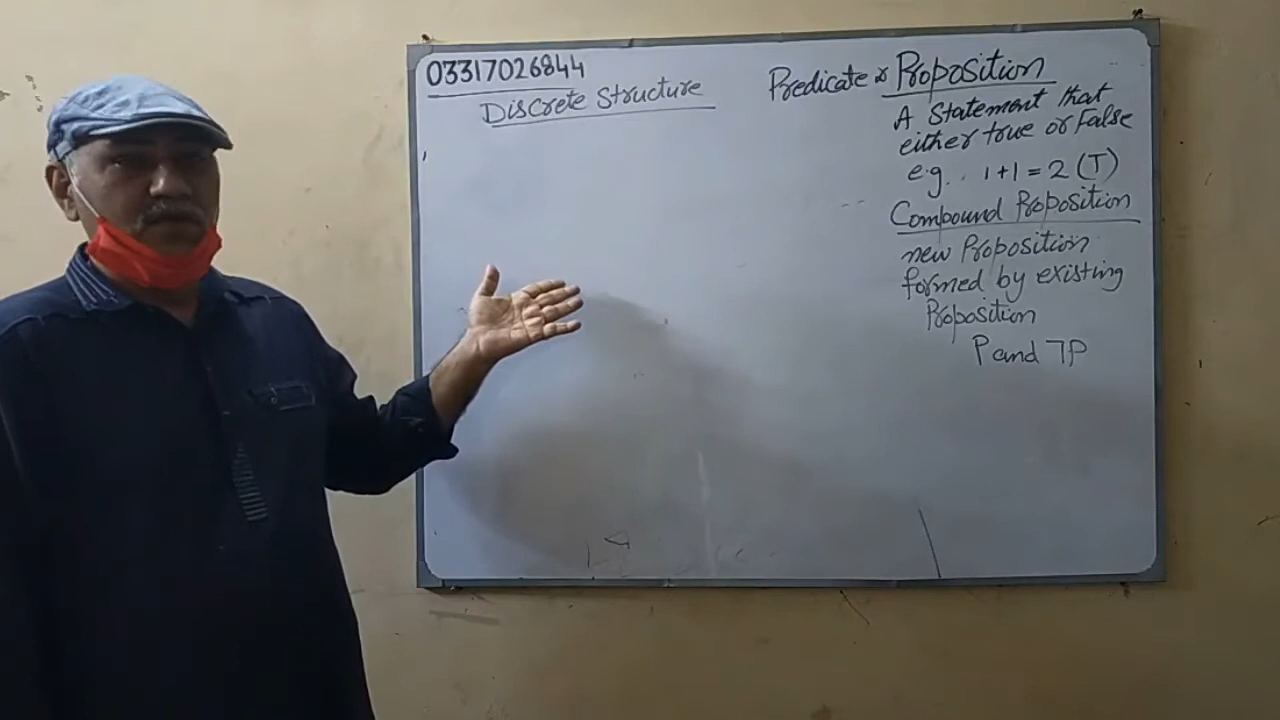 03317026844
Discrete Structure
Predicate or Proposition
A Statement that
either true or False
e.g. 1+1=2 (T)
Compound Proposition
new Proposition
formed by existing
Proposition
P and ¬P